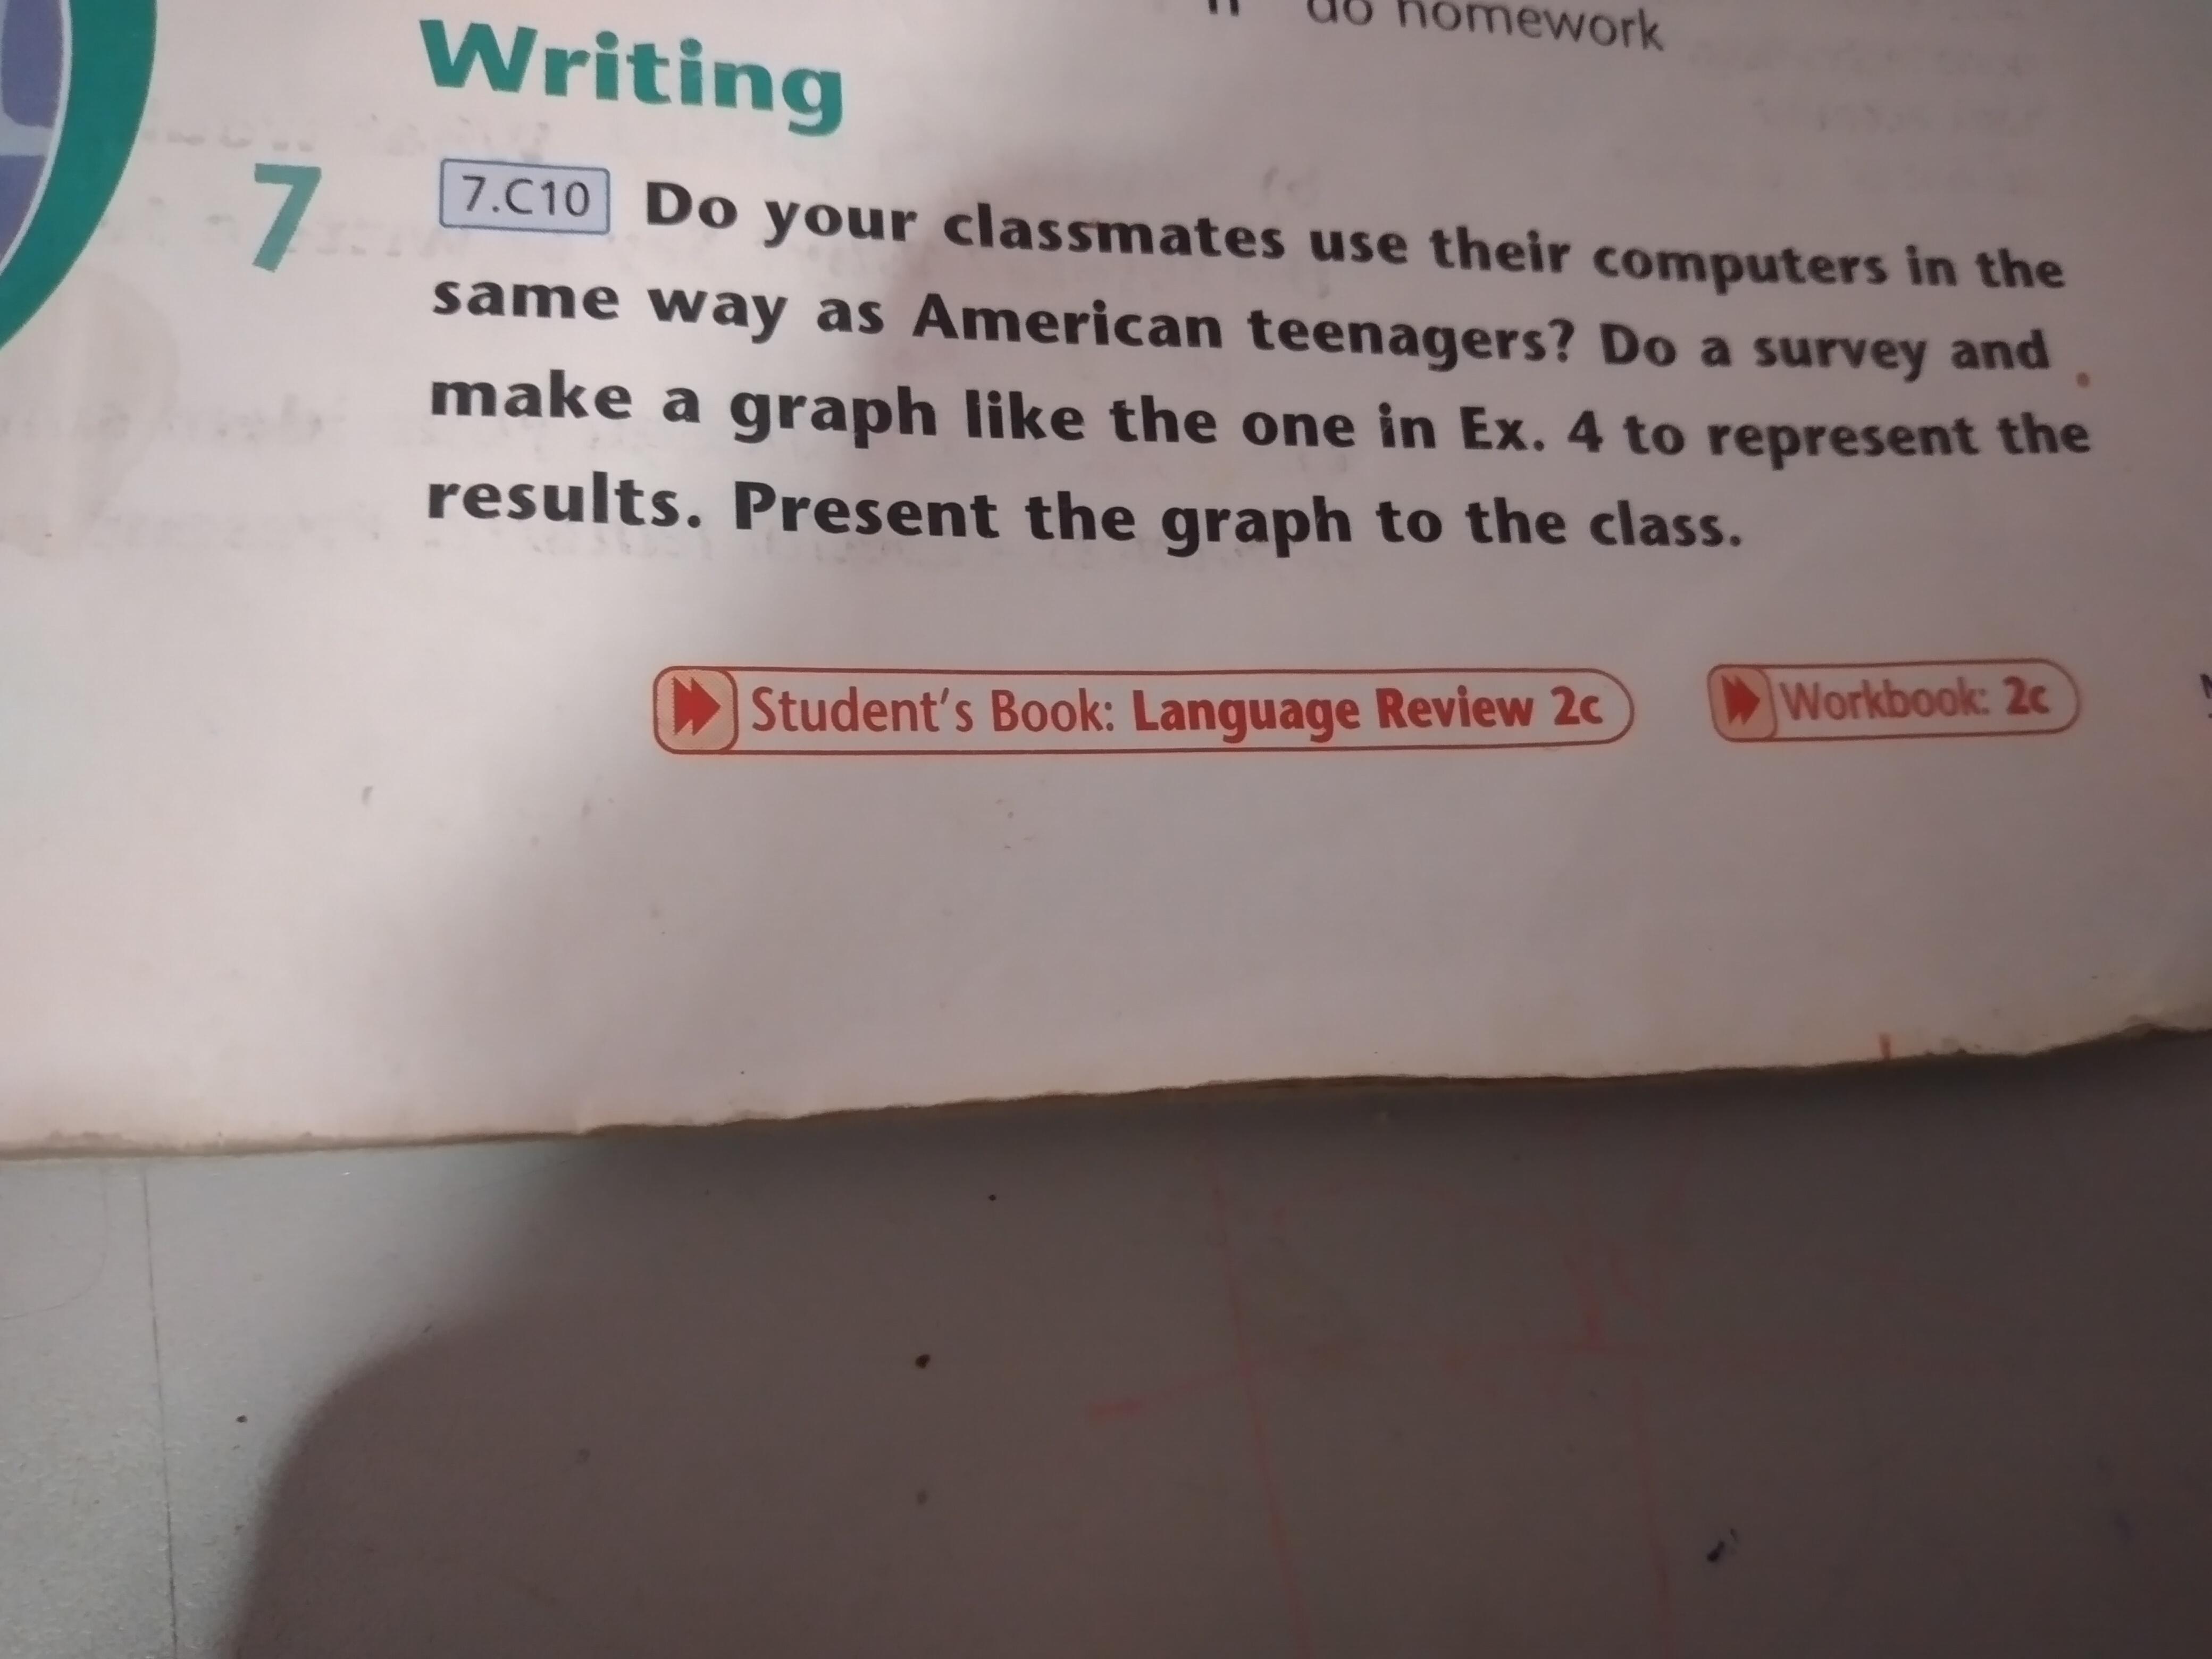 do homework
Writing
7 7.C10 Do your classmates use their computers in the
same way as American teenagers? Do a survey and
make a graph like the one in Ex. 4 to represent the
results. Present the graph to the class.
Student's Book: Language Review 2c Workbook: 2c